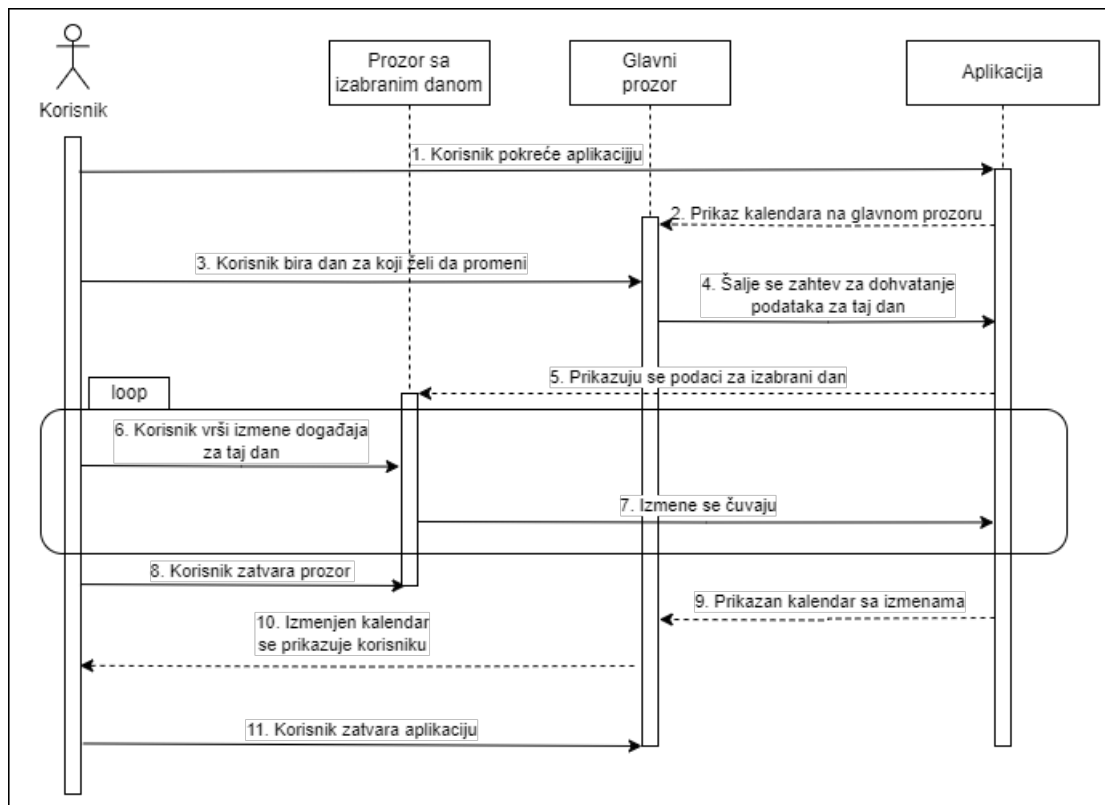 Korisnik
Prozor sa
izabranim danom
Glavni
prozor
Aplikacija
1. Korisnik pokreće aplikacijju
2. Prikaz kalendara na glavnom prozoru
3. Korisnik bira dan za koji želi da promeni
4. Šalje se zahtev za dohvatanje
podataka za taj dan
5. Prikazuju se podaci za izabrani dan
loop
6. Korisnik vrši izmene događaja
za taj dan
7. Izmene se čuvaju
8. Korisnik zatvara prozor
9. Prikazan kalendar sa izmenama
10. Izmenjen kalendar
se prikazuje korisniku
11. Korisnik zatvara aplikaciju